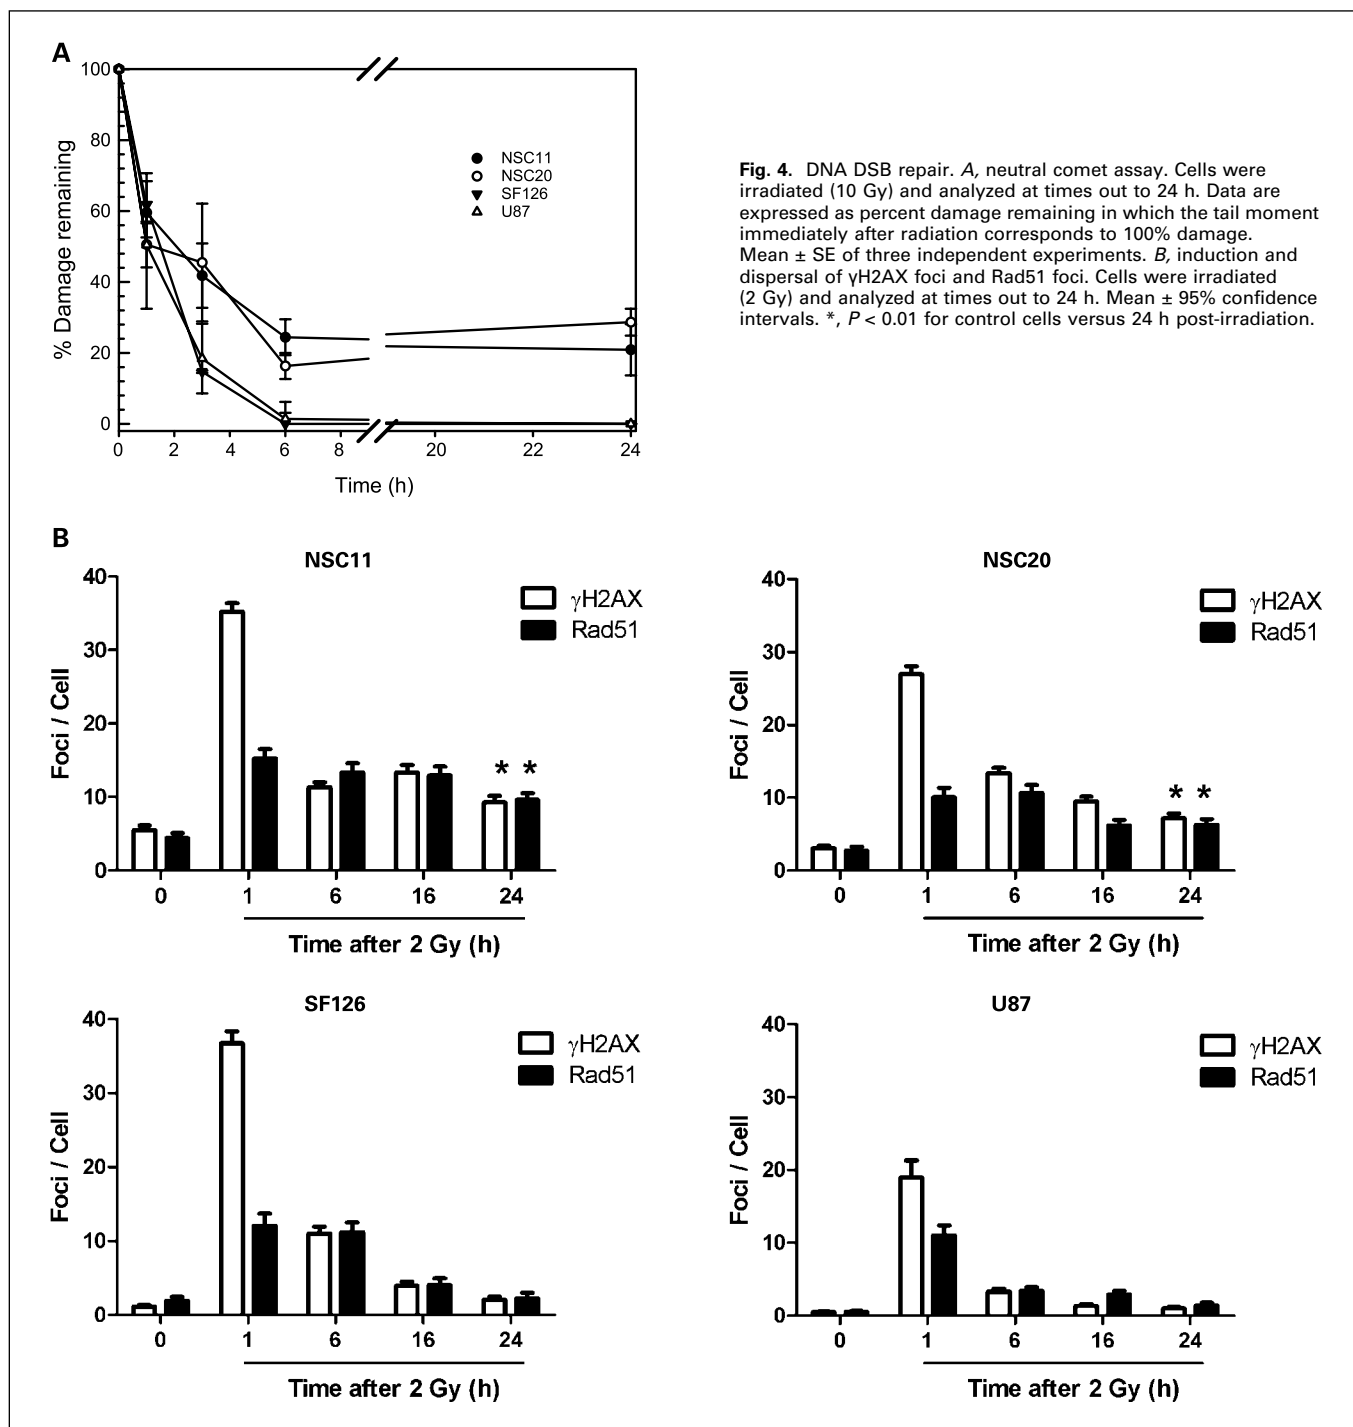 A
100
80
60
40
20
0
% Damage remaining
NSC11
NSC20
SF126
U87
0 2 4 6 8 20 22 24
Time (h)
Fig. 4. DNA DSB repair. A, neutral comet assay. Cells were
irradiated (10 Gy) and analyzed at times out to 24 h. Data are
expressed as percent damage remaining in which the tail moment
immediately after radiation corresponds to 100% damage.
Mean ± SE of three independent experiments. B, induction and
dispersal of γH2AX foci and Rad51 foci. Cells were irradiated
(2 Gy) and analyzed at times out to 24 h. Mean ± 95% confidence
intervals. *, P < 0.01 for control cells versus 24 h post-irradiation.
B
NSC11
40
30
20
10
0
Foci / Cell
γH2AX
Rad51
* *
0 1 6 16 24
Time after 2 Gy (h)
NSC20
40
30
20
10
0
Foci / Cell
γH2AX
Rad51
* *
0 1 6 16 24
Time after 2 Gy (h)
SF126
40
30
20
10
0
Foci / Cell
γH2AX
Rad51
0 1 6 16 24
Time after 2 Gy (h)
U87
40
30
20
10
0
Foci / Cell
γH2AX
Rad51
0 1 6 16 24
Time after 2 Gy (h)